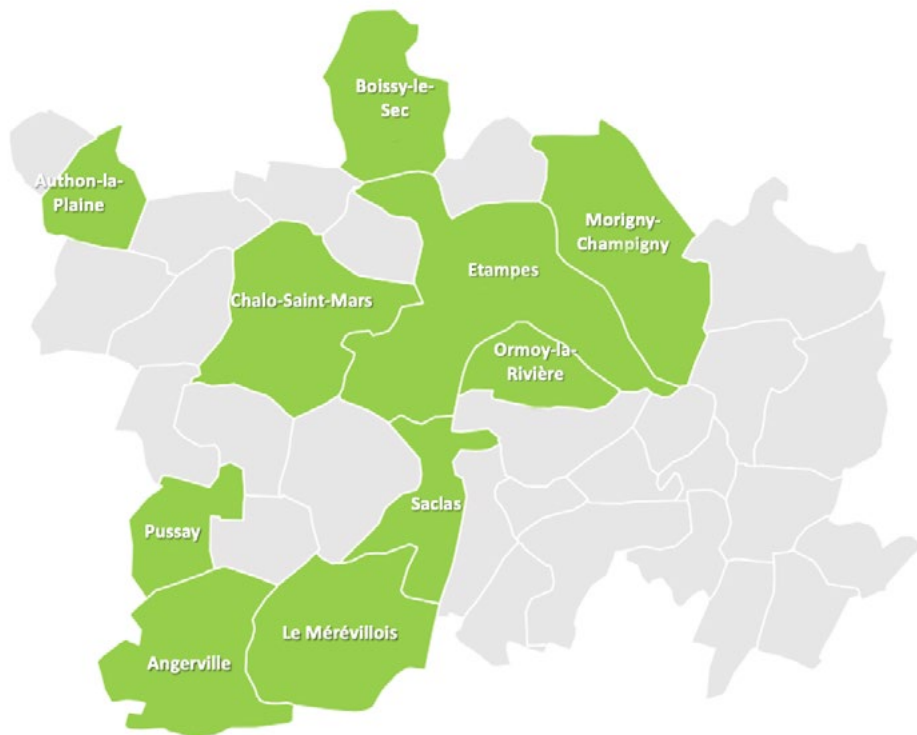 Boissy-le-
Sec
Authon-la-
Plaine
Morigny-
Champigny
Etampes
Chalo-Saint-Mars
Ormoy-la-
Rivière
Saclas
Pussay
Le Mérévillois
Angerville